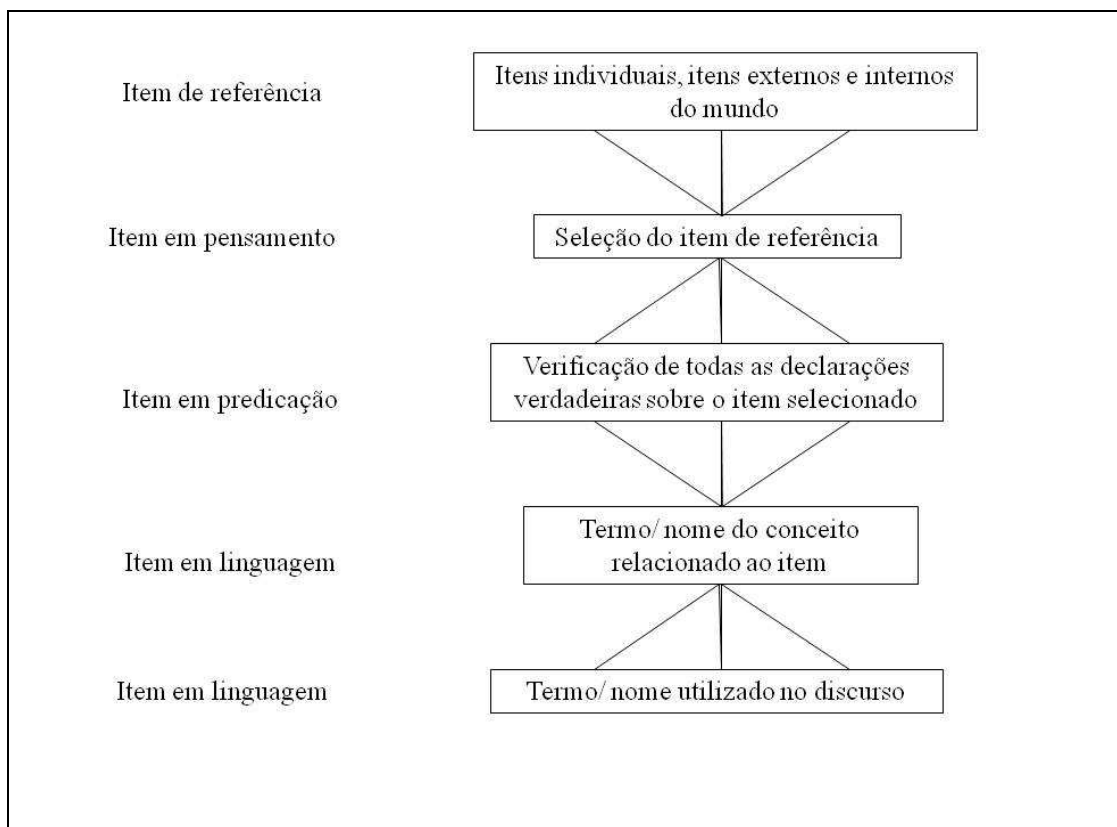 Item de referência
Itens individuais, itens externos e internos
do mundo
Item em pensamento
Seleção do item de referência
Item em predicação
Verificação de todas as declarações
verdadeiras sobre o item selecionado
Item em linguagem
Termo/ nome do conceito
relacionado ao item
Item em linguagem
Termo/ nome utilizado no discurso